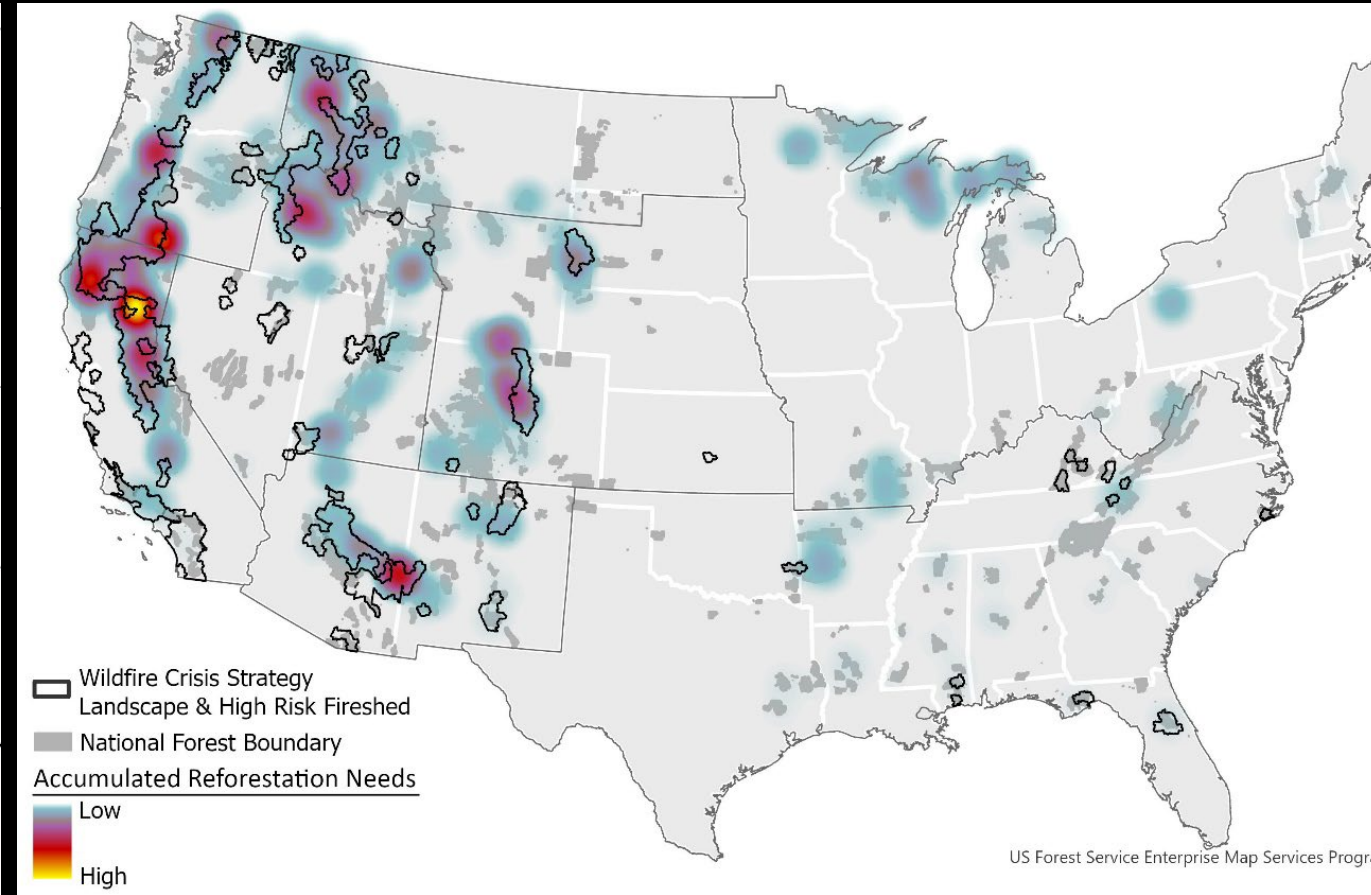 Wildfire Crisis Strategy
Landscape & High Risk Fireshed
National Forest Boundary
Accumulated Reforestation Needs
Low
High
US Forest Service Enterprise Map Services Progra